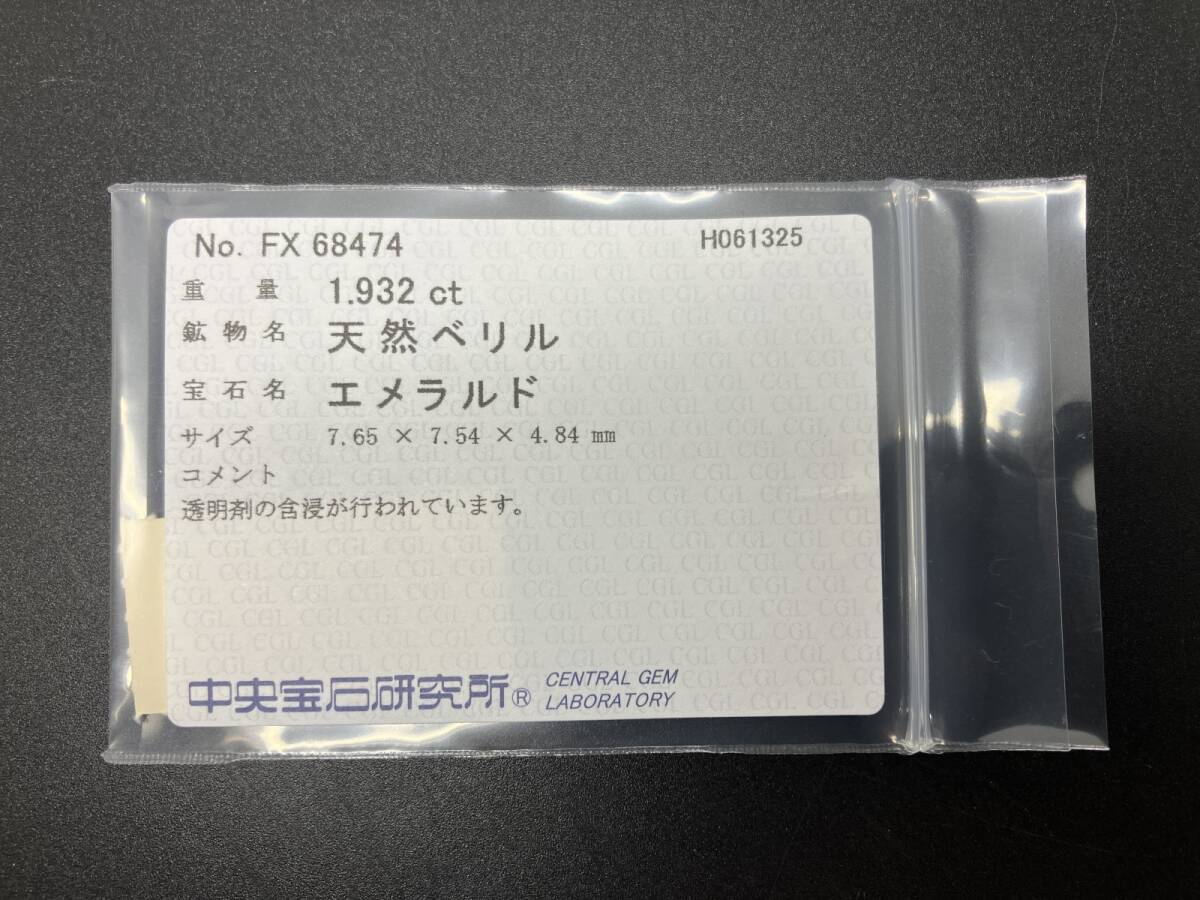 No. FX 68474 H061325
重量 1.932 ct
鉱物名 天然ベリル
宝石名 エメラルド
サイズ 7.65 × 7.54 × 4.84 mm
コメント
透明剤の含浸が行われています。
中央宝石研究所® CENTRAL GEM
LABORATORY